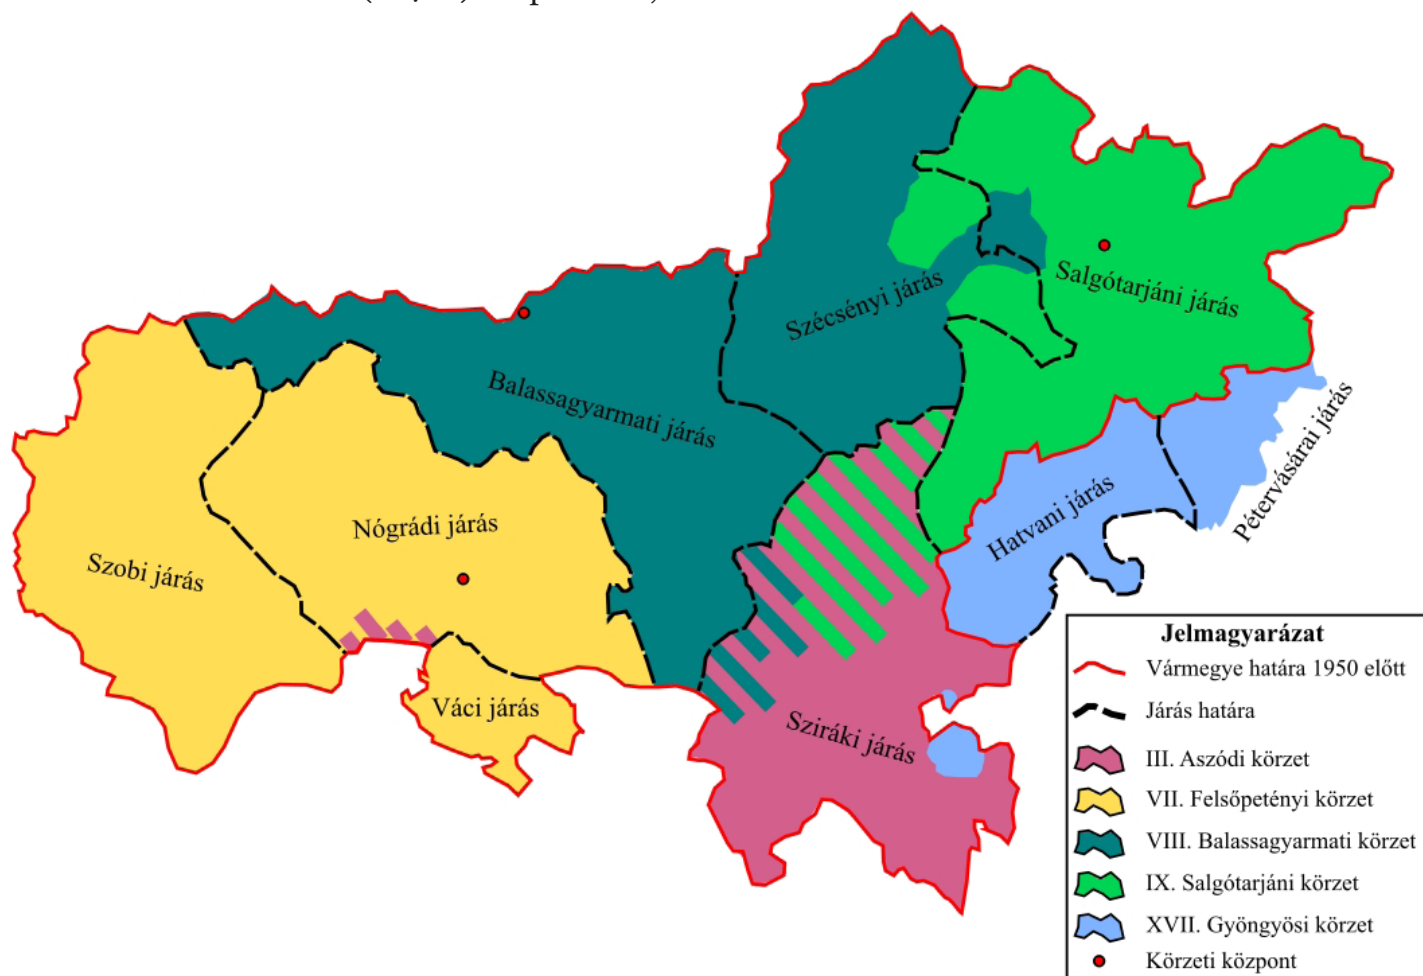 Szécsényi járás
Salgótarjáni járás
Balassagyarmati járás
Pétervásárai járás
Hatvani járás
Nógrádi járás
Szobi járás
Váci járás
Sziráki járás
Jelmagyarázat
Vármegye határa 1950 előtt
Járás határa
III. Aszódi körzet
VII. Felsőpetényi körzet
VIII. Balassagyarmati körzet
IX. Salgótarjáni körzet
XVII. Gyöngyösi körzet
Körzeti központ